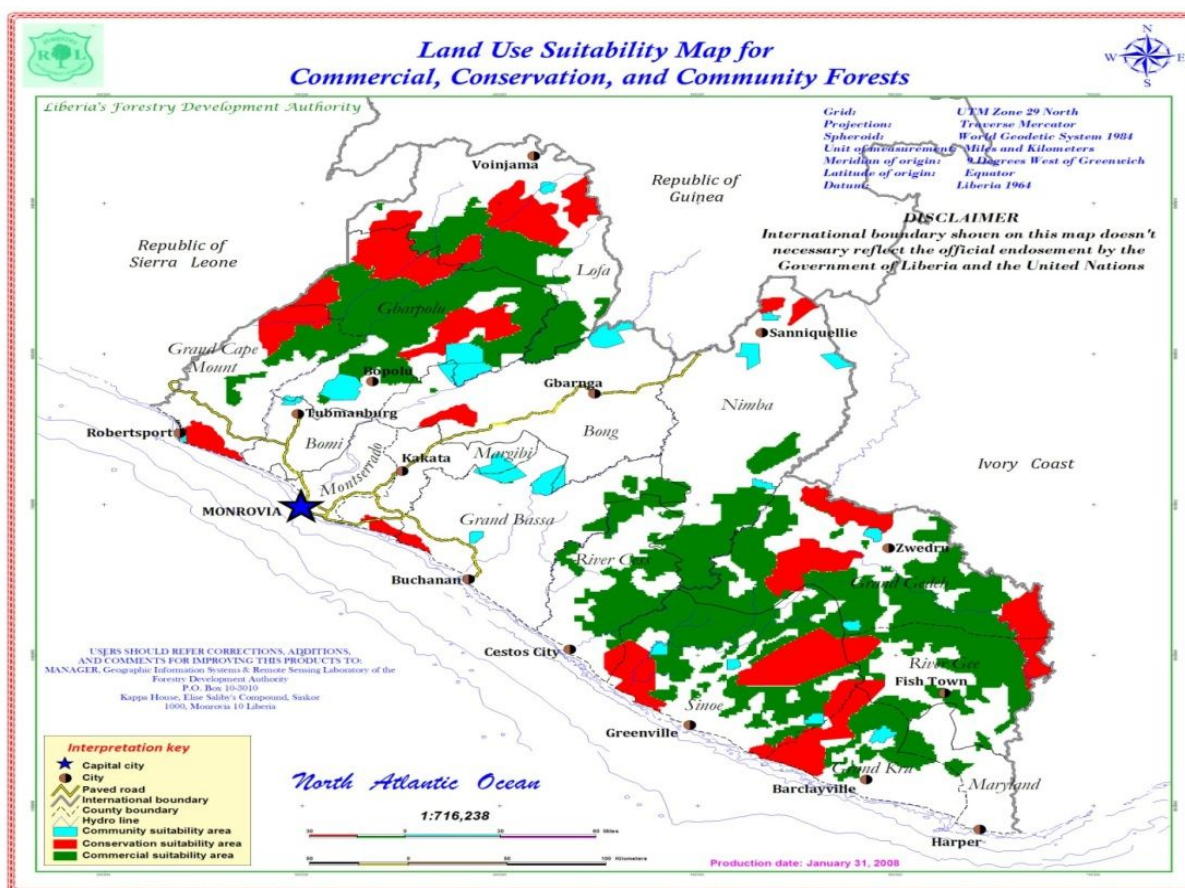 Land Use Suitability Map for
Commercial, Conservation, and Community Forests
N
W
E
S
Liberia's Forestry Development Authority
Grid: UTM Zone 29 North
Projection: Traverse Mercator
Spheroid: World Geodetic System 1984
Unit of measurement: Miles and Kilometers
Meridian of origin: 9 Degrees West of Greenwich
Latitude of origin: Equator
Datum: Liberia 1964
DISCLAIMER
International boundary shown on this map doesn't
necessary reflect the official endosement by the
Government of Liberia and the United Nations
Voinjama
Republic of
Guinea
Republic of
Sierra Leone
Lofa
Gbarpolu
Sanniquellie
Grand Cape
Mount
Bopolu
Gbarnga
Nimba
Tubmanburg
Robertsport
Bomi
Bong
Montserrado
Kakata
Margibi
Ivory Coast
MONROVIA
Grand Bassa
Zwedru
River Cess
Grand Gedeh
Buchanan
Cestos City
River Gee
Fish Town
Sinoe
Greenville
Grand Kru
Barclayville
Maryland
Harper
USERS SHOULD REFER CORRECTIONS, ADDITIONS,
AND COMMENTS FOR IMPROVING THIS PRODUCTS TO:
MANAGER, Geographic Information Systems & Remote Sensing Laboratory of the
Forestry Development Authority
P.O. Box 10-3010
Kappa House, Elise Saliby's Compound, Sinkor
1000, Monrovia 10 Liberia
Interpretation key
Capital city
City
Paved road
International boundary
County boundary
Hydro line
Community suitability area
Conservation suitability area
Commercial suitability area
North Atlantic Ocean
1:716,238
30 0 30 60 Miles
50 0 50 100 Kilometers
Production date: January 31, 2008